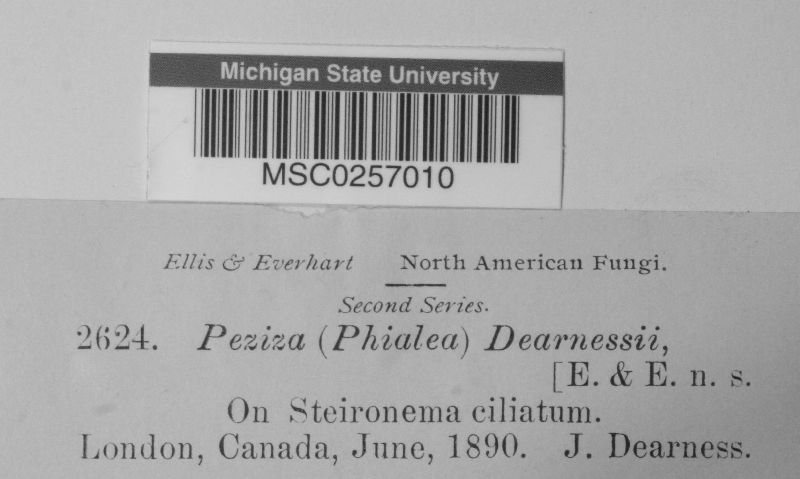 Michigan State University
MSC0257010
Ellis & Everhart North American Fungi.
Second Series.
2624. Peziza (Phialea) Dearnessii,
[E. & E. n. s.
On Steironema ciliatum.
London, Canada, June, 1890. J. Dearness.